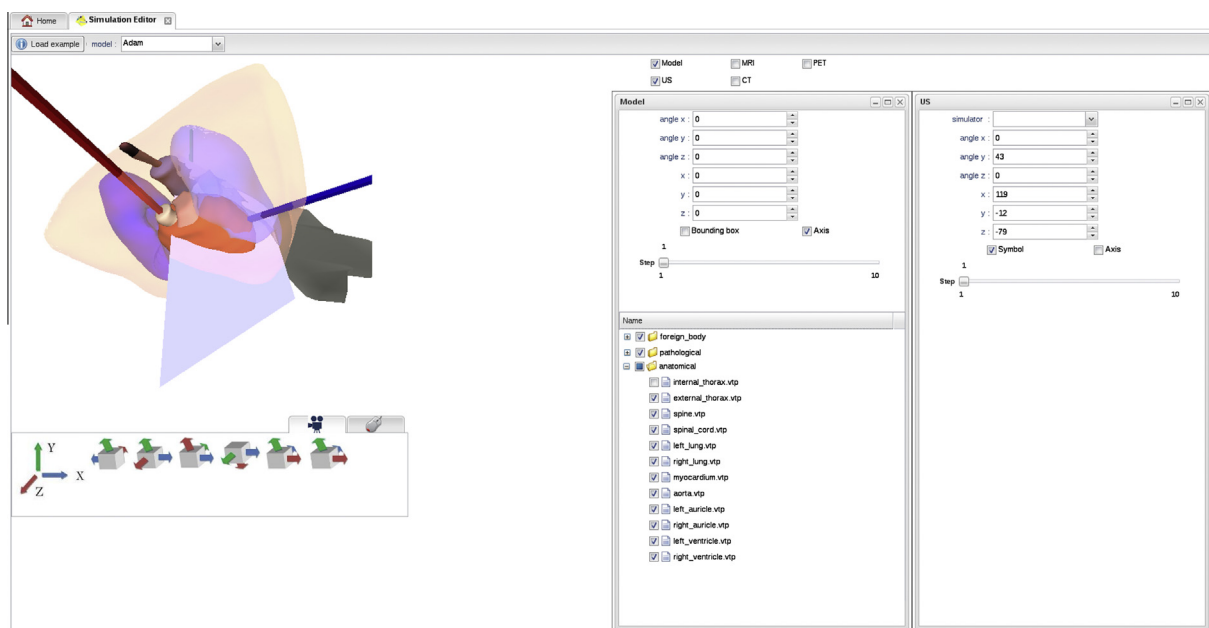 Home Simulation Editor
Load example model : Adam
Model MRI PET
US CT
Model
angle x : 0
angle y : 0
angle z : 0
x : 0
y : 0
z : 0
Bounding box Axis
1
Step
1 10
Name
foreign_body
pathological
anatomical
internal_thorax.vtp
external_thorax.vtp
spine.vtp
spinal_cord.vtp
left_lung.vtp
right_lung.vtp
myocardium.vtp
aorta.vtp
left_auricle.vtp
right_auricle.vtp
left_ventricle.vtp
right_ventricle.vtp
US
simulator :
angle x : 0
angle y : 43
angle z : 0
x : 119
y : -12
z : -79
Symbol Axis
1
Step
1 10
Y
X
Z